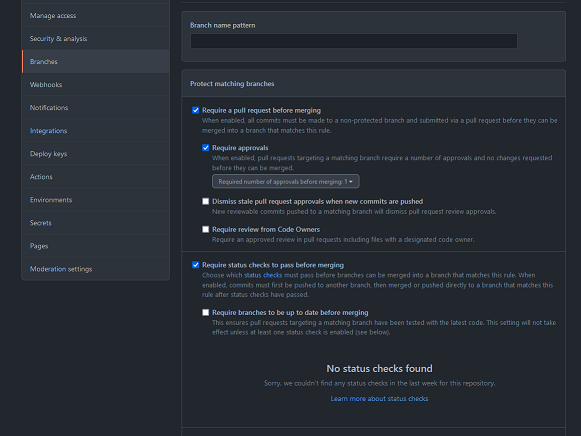 Manage access
Security & analysis
Branches
Webhooks
Notifications
Integrations
Deploy keys
Actions
Environments
Secrets
Pages
Moderation settings
Branch name pattern
Protect matching branches
Require a pull request before merging
When enabled, all commits must be made to a non-protected branch and submitted via a pull request before they can be
merged into a branch that matches this rule.
Require approvals
When enabled, pull requests targeting a matching branch require a number of approvals and no changes requested
before they can be merged.
Required number of approvals before merging: 1
Dismiss stale pull request approvals when new commits are pushed
New reviewable commits pushed to a matching branch will dismiss pull request review approvals.
Require review from Code Owners
Require an approved review in pull requests including files with a designated code owner.
Require status checks to pass before merging
Choose which status checks must pass before branches can be merged into a branch that matches this rule. When
enabled, commits must first be pushed to another branch, then merged or pushed directly to a branch that matches this
rule after status checks have passed.
Require branches to be up to date before merging
This ensures pull requests targeting a matching branch have been tested with the latest code. This setting will not take
effect unless at least one status check is enabled (see below).
No status checks found
Sorry, we couldn't find any status checks in the last week for this repository.
Learn more about status checks